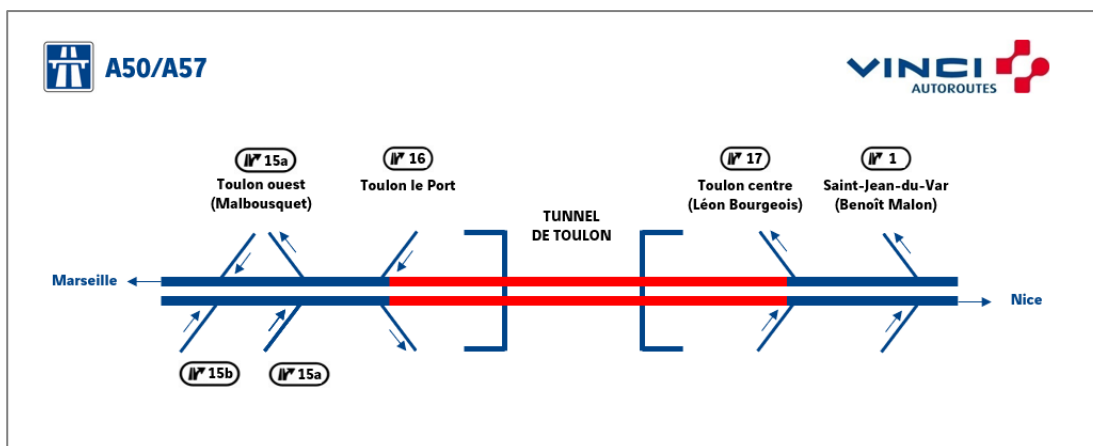 A50/A57
VINCI
AUTOROUTES
15a
Toulon ouest
(Malbousquet)
16
Toulon le Port
TUNNEL
DE TOULON
17
Toulon centre
(Léon Bourgeois)
1
Saint-Jean-du-Var
(Benoît Malon)
Marseille
Nice
15b
15a